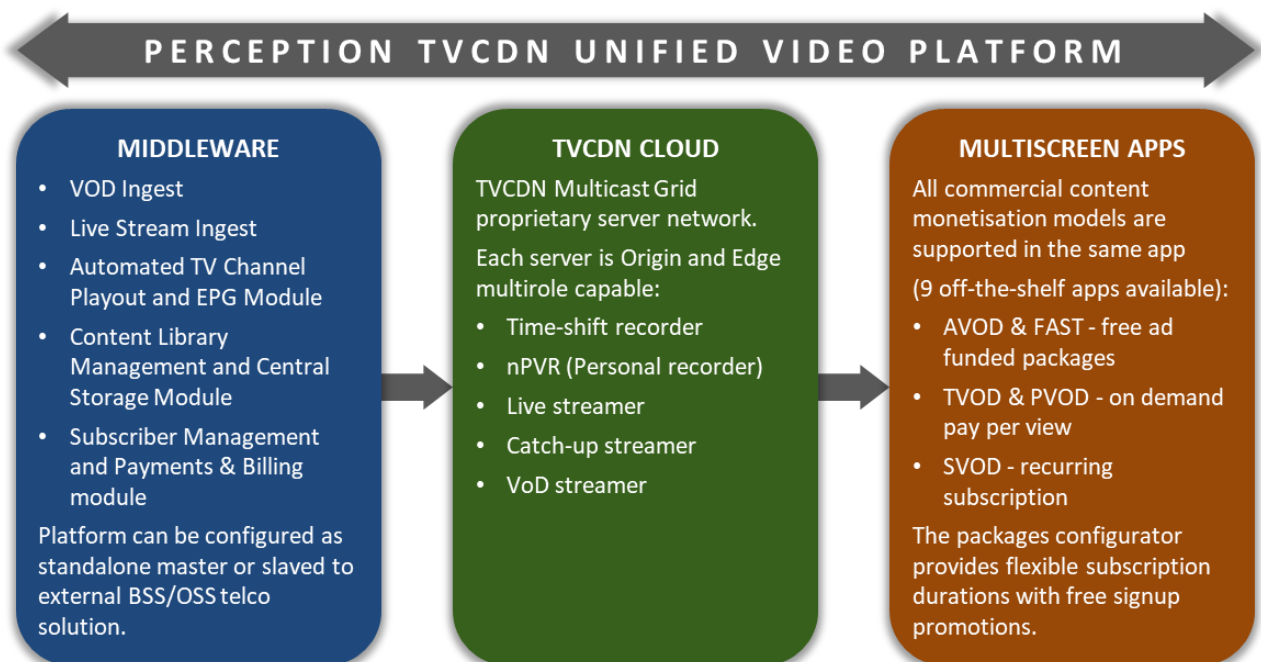 PERCEPTION TVCDN UNIFIED VIDEO PLATFORM
MIDDLEWARE
• VOD Ingest
• Live Stream Ingest
• Automated TV Channel
Playout and EPG Module
• Content Library
Management and Central
Storage Module
• Subscriber Management
and Payments & Billing
module
Platform can be configured as
standalone master or slaved to
external BSS/OSS telco
solution.
TVCDN CLOUD
TVCDN Multicast Grid
proprietary server network.
Each server is Origin and Edge
multirole capable:
• Time-shift recorder
• nPVR (Personal recorder)
• Live streamer
• Catch-up streamer
• VoD streamer
MULTISCREEN APPS
All commercial content
monetisation models are
supported in the same app
(9 off-the-shelf apps available):
• AVOD & FAST - free ad
funded packages
• TVOD & PVOD - on demand
pay per view
• SVOD - recurring
subscription
The packages configurator
provides flexible subscription
durations with free signup
promotions.